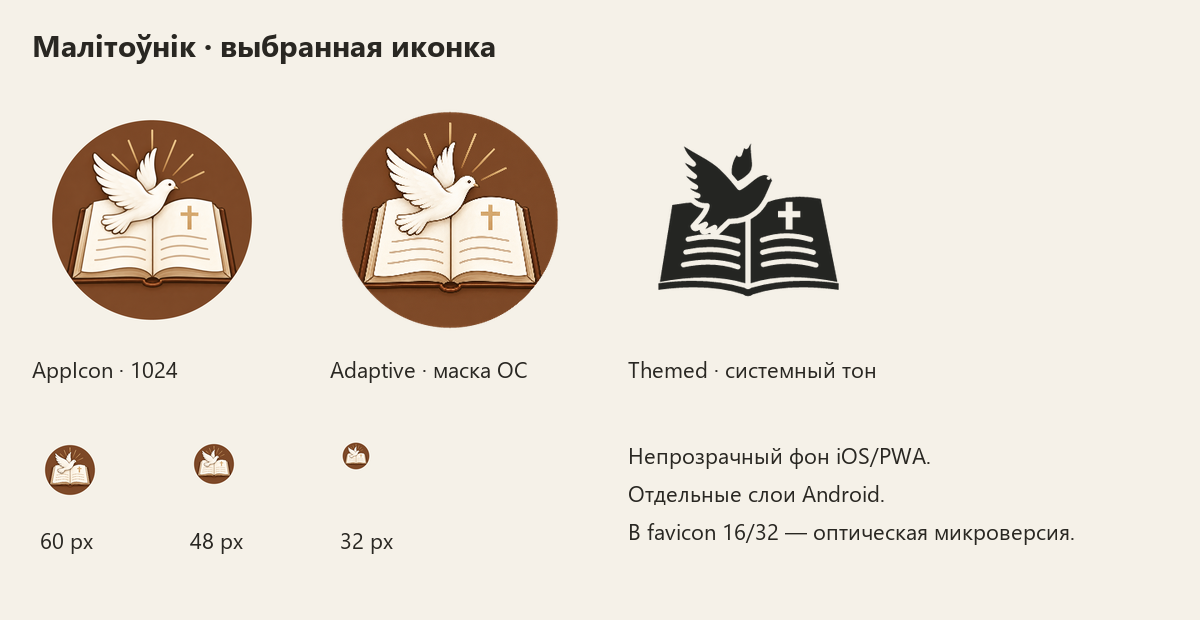 Малітоўнік · выбранная иконка
AppIcon · 1024
Adaptive · маска ОС
Themed · системный тон
60 px
48 px
32 px
Непрозрачный фон iOS/PWA.
Отдельные слои Android.
В favicon 16/32 — оптическая микроверсия.